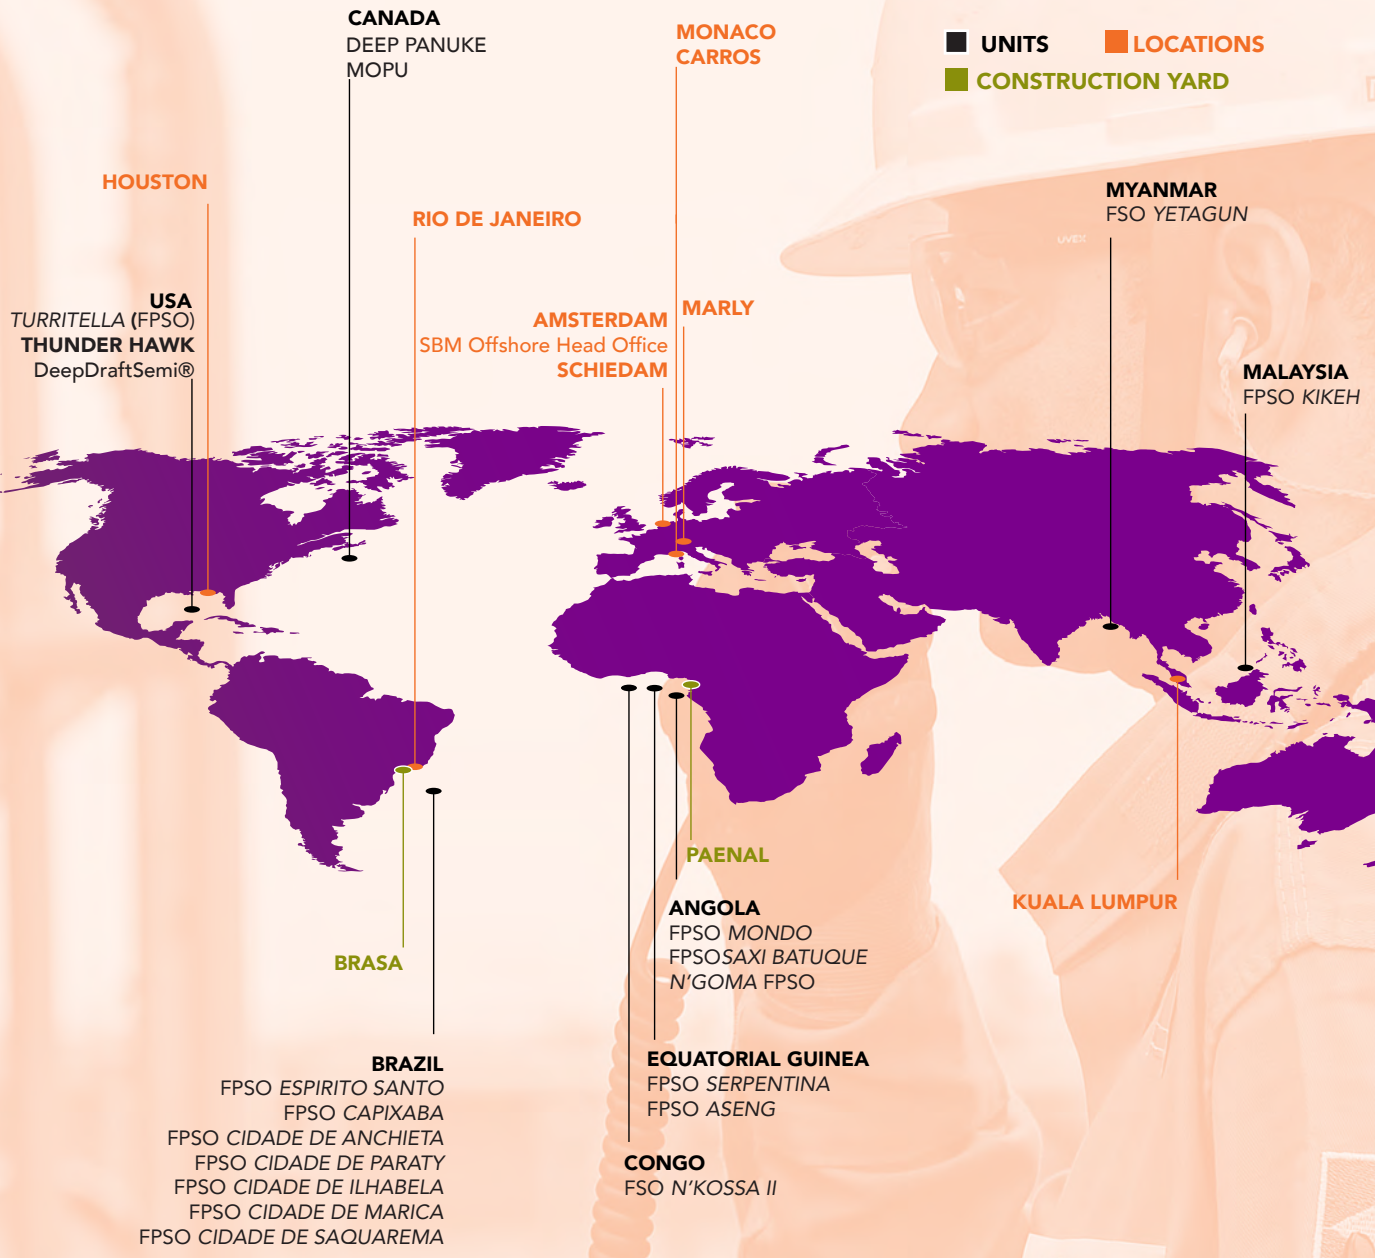 CANADA
DEEP PANUKE
MOPU
MONACO
CARROS
UNITS
LOCATIONS
CONSTRUCTION YARD
HOUSTON
RIO DE JANEIRO
MYANMAR
FSO YETAGUN
UVEX
USA
TURRITELLA (FPSO)
THUNDER HAWK
DeepDraftSemi®
AMSTERDAM
SBM Offshore Head Office
SCHIEDAM
MARLY
MALAYSIA
FPSO KIKEH
PAENAL
KUALA LUMPUR
BRASA
ANGOLA
FPSO MONDO
FPSOSAXI BATUQUE
N'GOMA FPSO
BRAZIL
FPSO ESPIRITO SANTO
FPSO CAPIXABA
FPSO CIDADE DE ANCHIETA
FPSO CIDADE DE PARATY
FPSO CIDADE DE ILHABELA
FPSO CIDADE DE MARICA
FPSO CIDADE DE SAQUAREMA
EQUATORIAL GUINEA
FPSO SERPENTINA
FPSO ASENG
CONGO
FSO N'KOSSA II